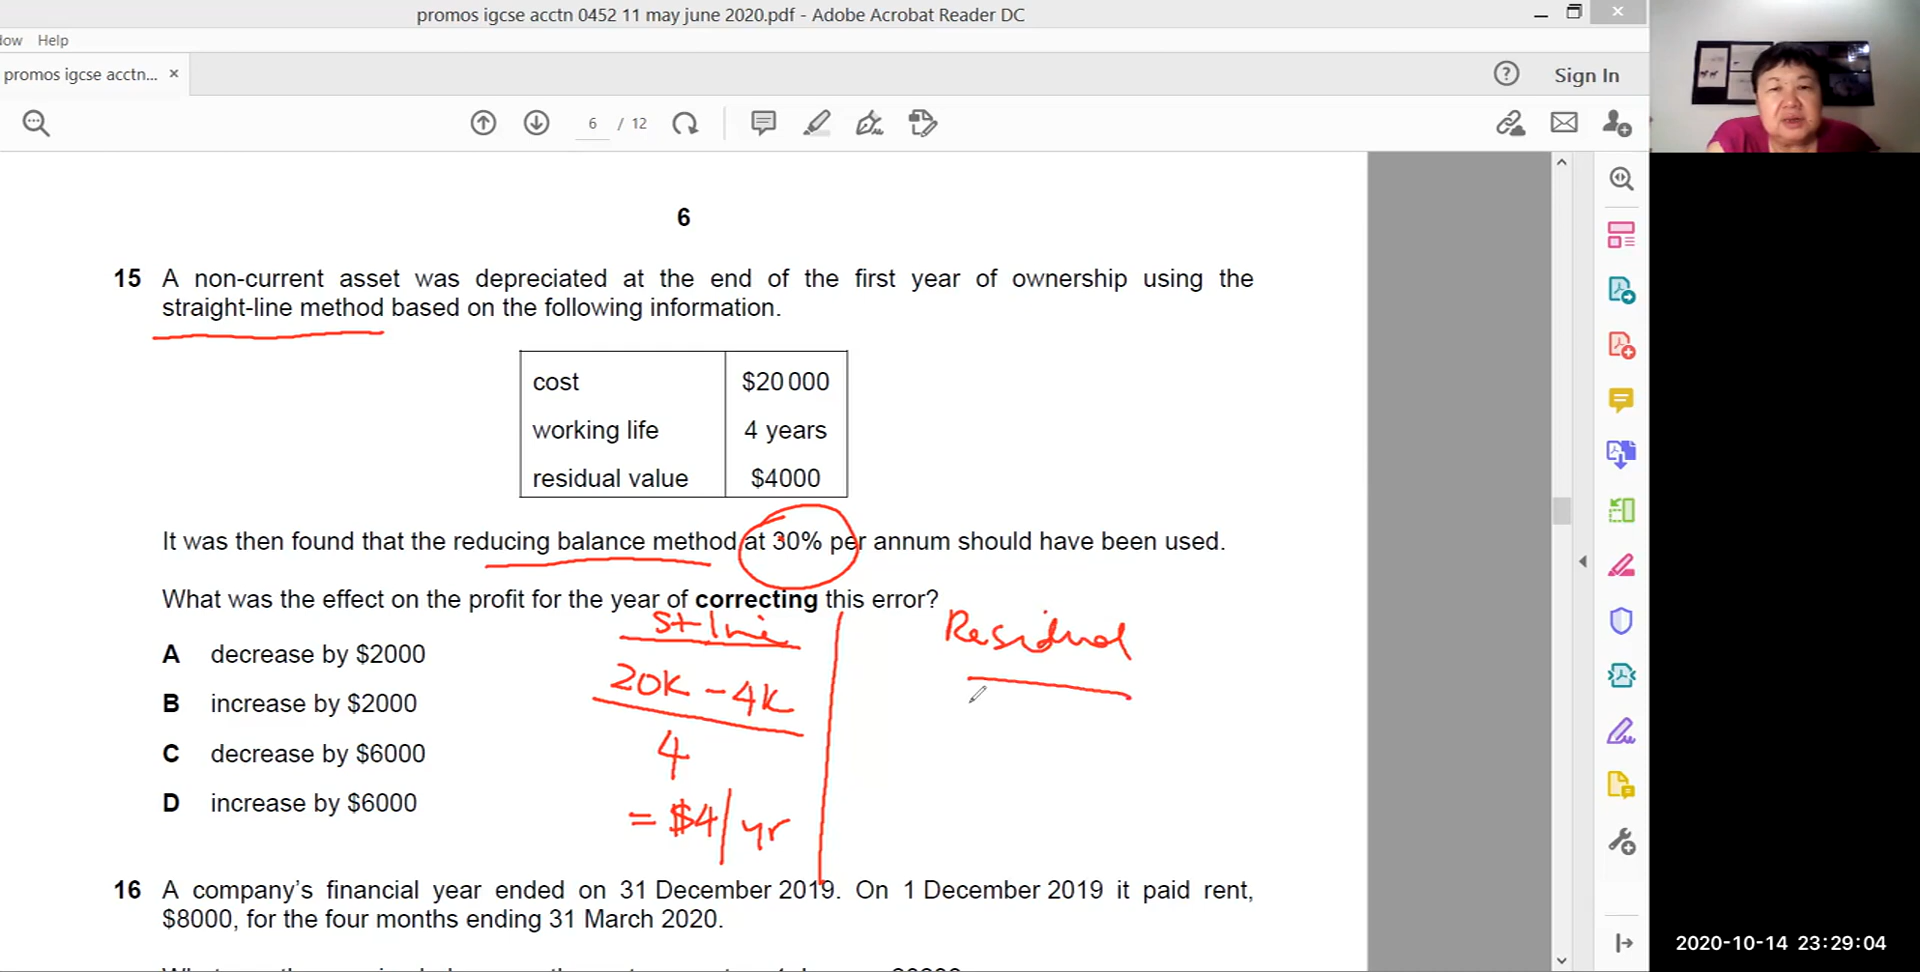 promos igcse acctn 0452 11 may june 2020.pdf - Adobe Acrobat Reader DC
Help
promos igcse acctn... ×
Sign In
6 / 12
6
15 A non-current asset was depreciated at the end of the first year of ownership using the
straight-line method based on the following information.
cost $20 000
working life 4 years
residual value $4000
It was then found that the reducing balance method at 30% per annum should have been used.
What was the effect on the profit for the year of correcting this error?
A decrease by $2000
B increase by $2000
C decrease by $6000
D increase by $6000
St line
20K - 4K
4
= $4/yr
Residual
16 A company's financial year ended on 31 December 2019. On 1 December 2019 it paid rent,
$8000, for the four months ending 31 March 2020.
2020-10-14 23:29:04